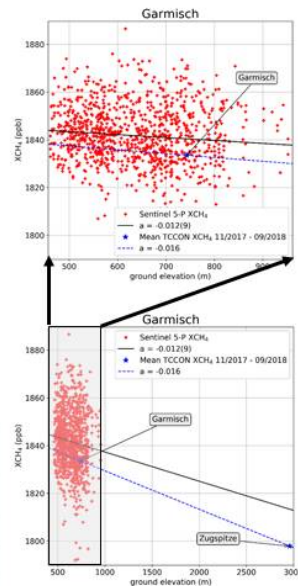 Garmisch
1880
1860
1840
1820
1800
XCH4 (ppb)
Garmisch
Sentinel 5-P XCH4
a = -0.012(9)
Mean TCCON XCH4 11/2017 - 09/2018
a = -0.016
500 600 700 800 900
ground elevation (m)
Garmisch
Sentinel 5-P XCH4
a = -0.012(9)
Mean TCCON XCH4 11/2017 - 09/2018
a = -0.016
1880
1860
1840
1820
1800
XCH4 (ppb)
Garmisch
Zugspitze
500 1000 1500 2000 2500 3000
ground elevation (m)